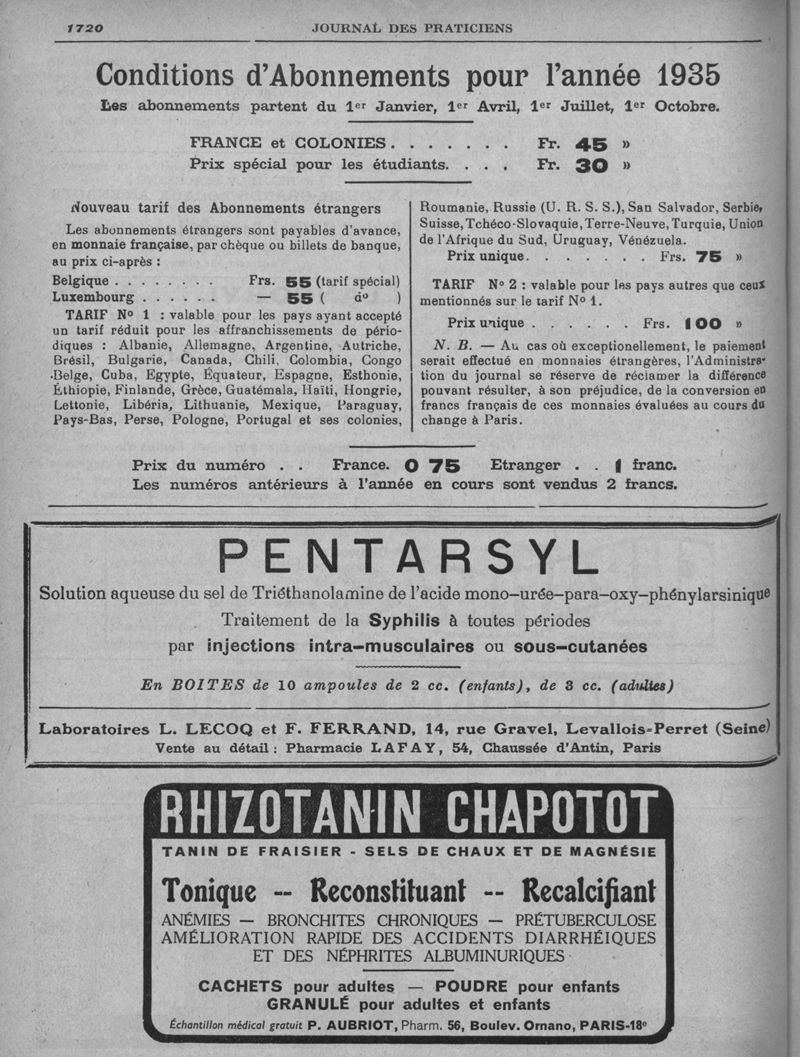 1720
JOURNAL DES PRATICIENS
Conditions d'Abonnements pour l'année 1935
Les abonnements partent du 1er Janvier, 1er Avril, 1er Juillet, 1er Octobre.
FRANCE et COLONIES . . . . . . . Fr. 45 »
Prix spécial pour les étudiants. . . . Fr. 30 »
Nouveau tarif des Abonnements étrangers
Les abonnements étrangers sont payables d'avance,
en monnaie française, par chèque ou billets de banque,
au prix ci-après :
Belgique . . . . . . . . Frs. 55 (tarif spécial)
Luxembourg . . . . . . — 55 ( do )
TARIF No 1 : valable pour les pays ayant accepté
un tarif réduit pour les affranchissements de pério-
diques : Albanie, Allemagne, Argentine, Autriche,
Brésil, Bulgarie, Canada, Chili, Colombia, Congo
Belge, Cuba, Egypte, Équateur, Espagne, Esthonie,
Éthiopie, Finlande, Grèce, Guatémala, Haïti, Hongrie,
Lettonie, Libéria, Lithuanie, Mexique, Paraguay,
Pays-Bas, Perse, Pologne, Portugal et ses colonies,
Roumanie, Russie (U. R. S. S.), San Salvador, Serbie,
Suisse, Tchéco-Slovaquie, Terre-Neuve, Turquie, Union
de l'Afrique du Sud, Uruguay, Vénézuela.
Prix unique. . . . . . . Frs. 75 »
TARIF No 2 : valable pour les pays autres que ceux
mentionnés sur le tarif No 1.
Prix unique . . . . . . Frs. 100 »
N. B. — Au cas où exceptionellement, le paiement
serait effectué en monnaies étrangères, l'Administra-
tion du journal se réserve de réclamer la différence
pouvant résulter, à son préjudice, de la conversion en
francs français de ces monnaies évaluées au cours du
change à Paris.
Prix du numéro . . France. 0 75 Etranger . . 1 franc.
Les numéros antérieurs à l'année en cours sont vendus 2 francs.
PENTARSYL
Solution aqueuse du sel de Triéthanolamine de l'acide mono-urée-para-oxy-phénylarsinique
Traitement de la Syphilis à toutes périodes
par injections intra-musculaires ou sous-cutanées
En BOITES de 10 ampoules de 2 cc. (enfants), de 3 cc. (adultes)
Laboratoires L. LECOQ et F. FERRAND, 14, rue Gravel, Levallois-Perret (Seine)
Vente au détail : Pharmacie LAFAY, 54, Chaussée d'Antin, Paris
RHIZOTANIN CHAPOTOT
TANIN DE FRAISIER - SELS DE CHAUX ET DE MAGNÉSIE
Tonique -- Reconstituant -- Recalcifiant
ANÉMIES — BRONCHITES CHRONIQUES — PRÉTUBERCULOSE
AMÉLIORATION RAPIDE DES ACCIDENTS DIARRHÉIQUES
ET DES NÉPHRITES ALBUMINURIQUES
CACHETS pour adultes — POUDRE pour enfants
GRANULÉ pour adultes et enfants
Échantillon médical gratuit P. AUBRIOT, Pharm. 56, Boulev. Ornano, PARIS-18e